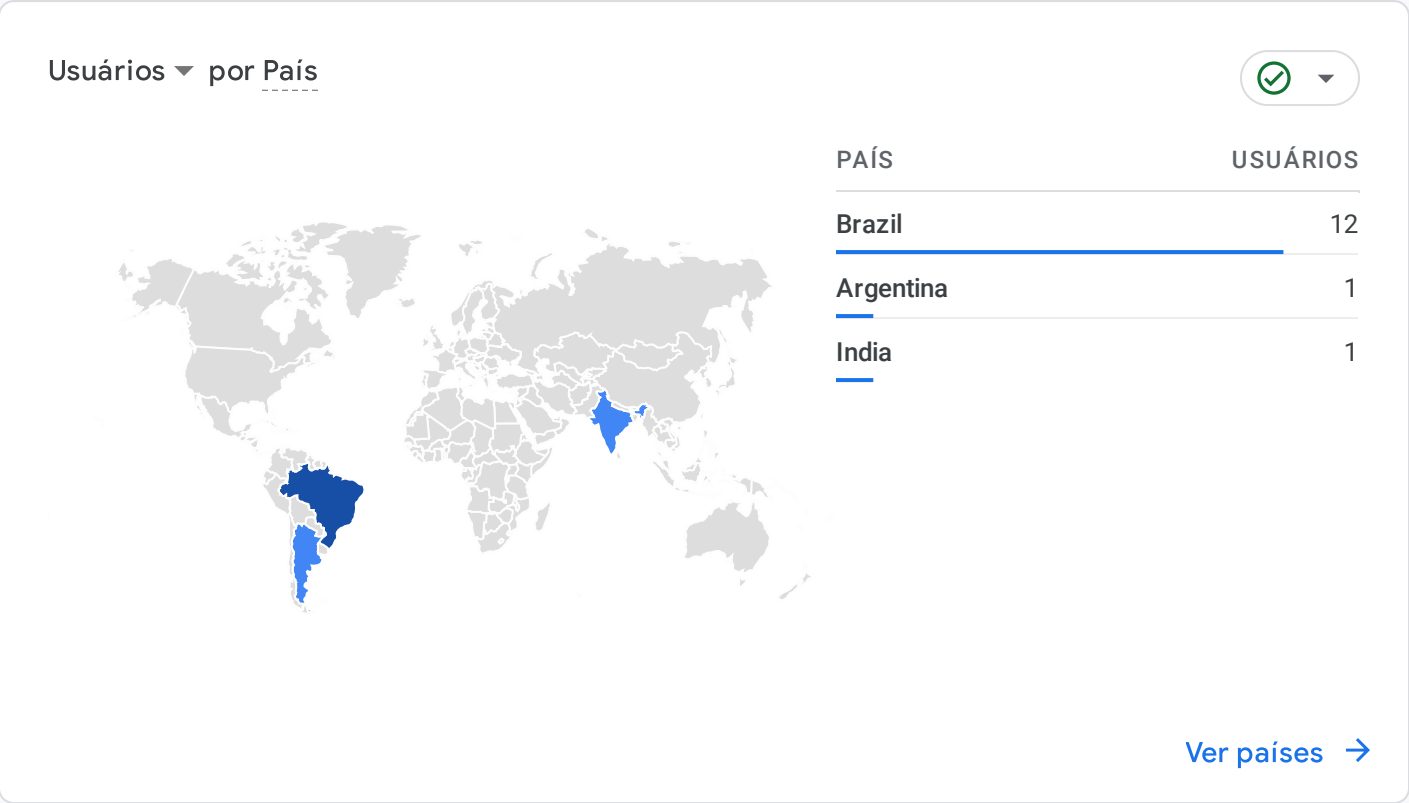 Usuários por País
PAÍS USUÁRIOS
Brazil 12
Argentina 1
India 1
Ver países